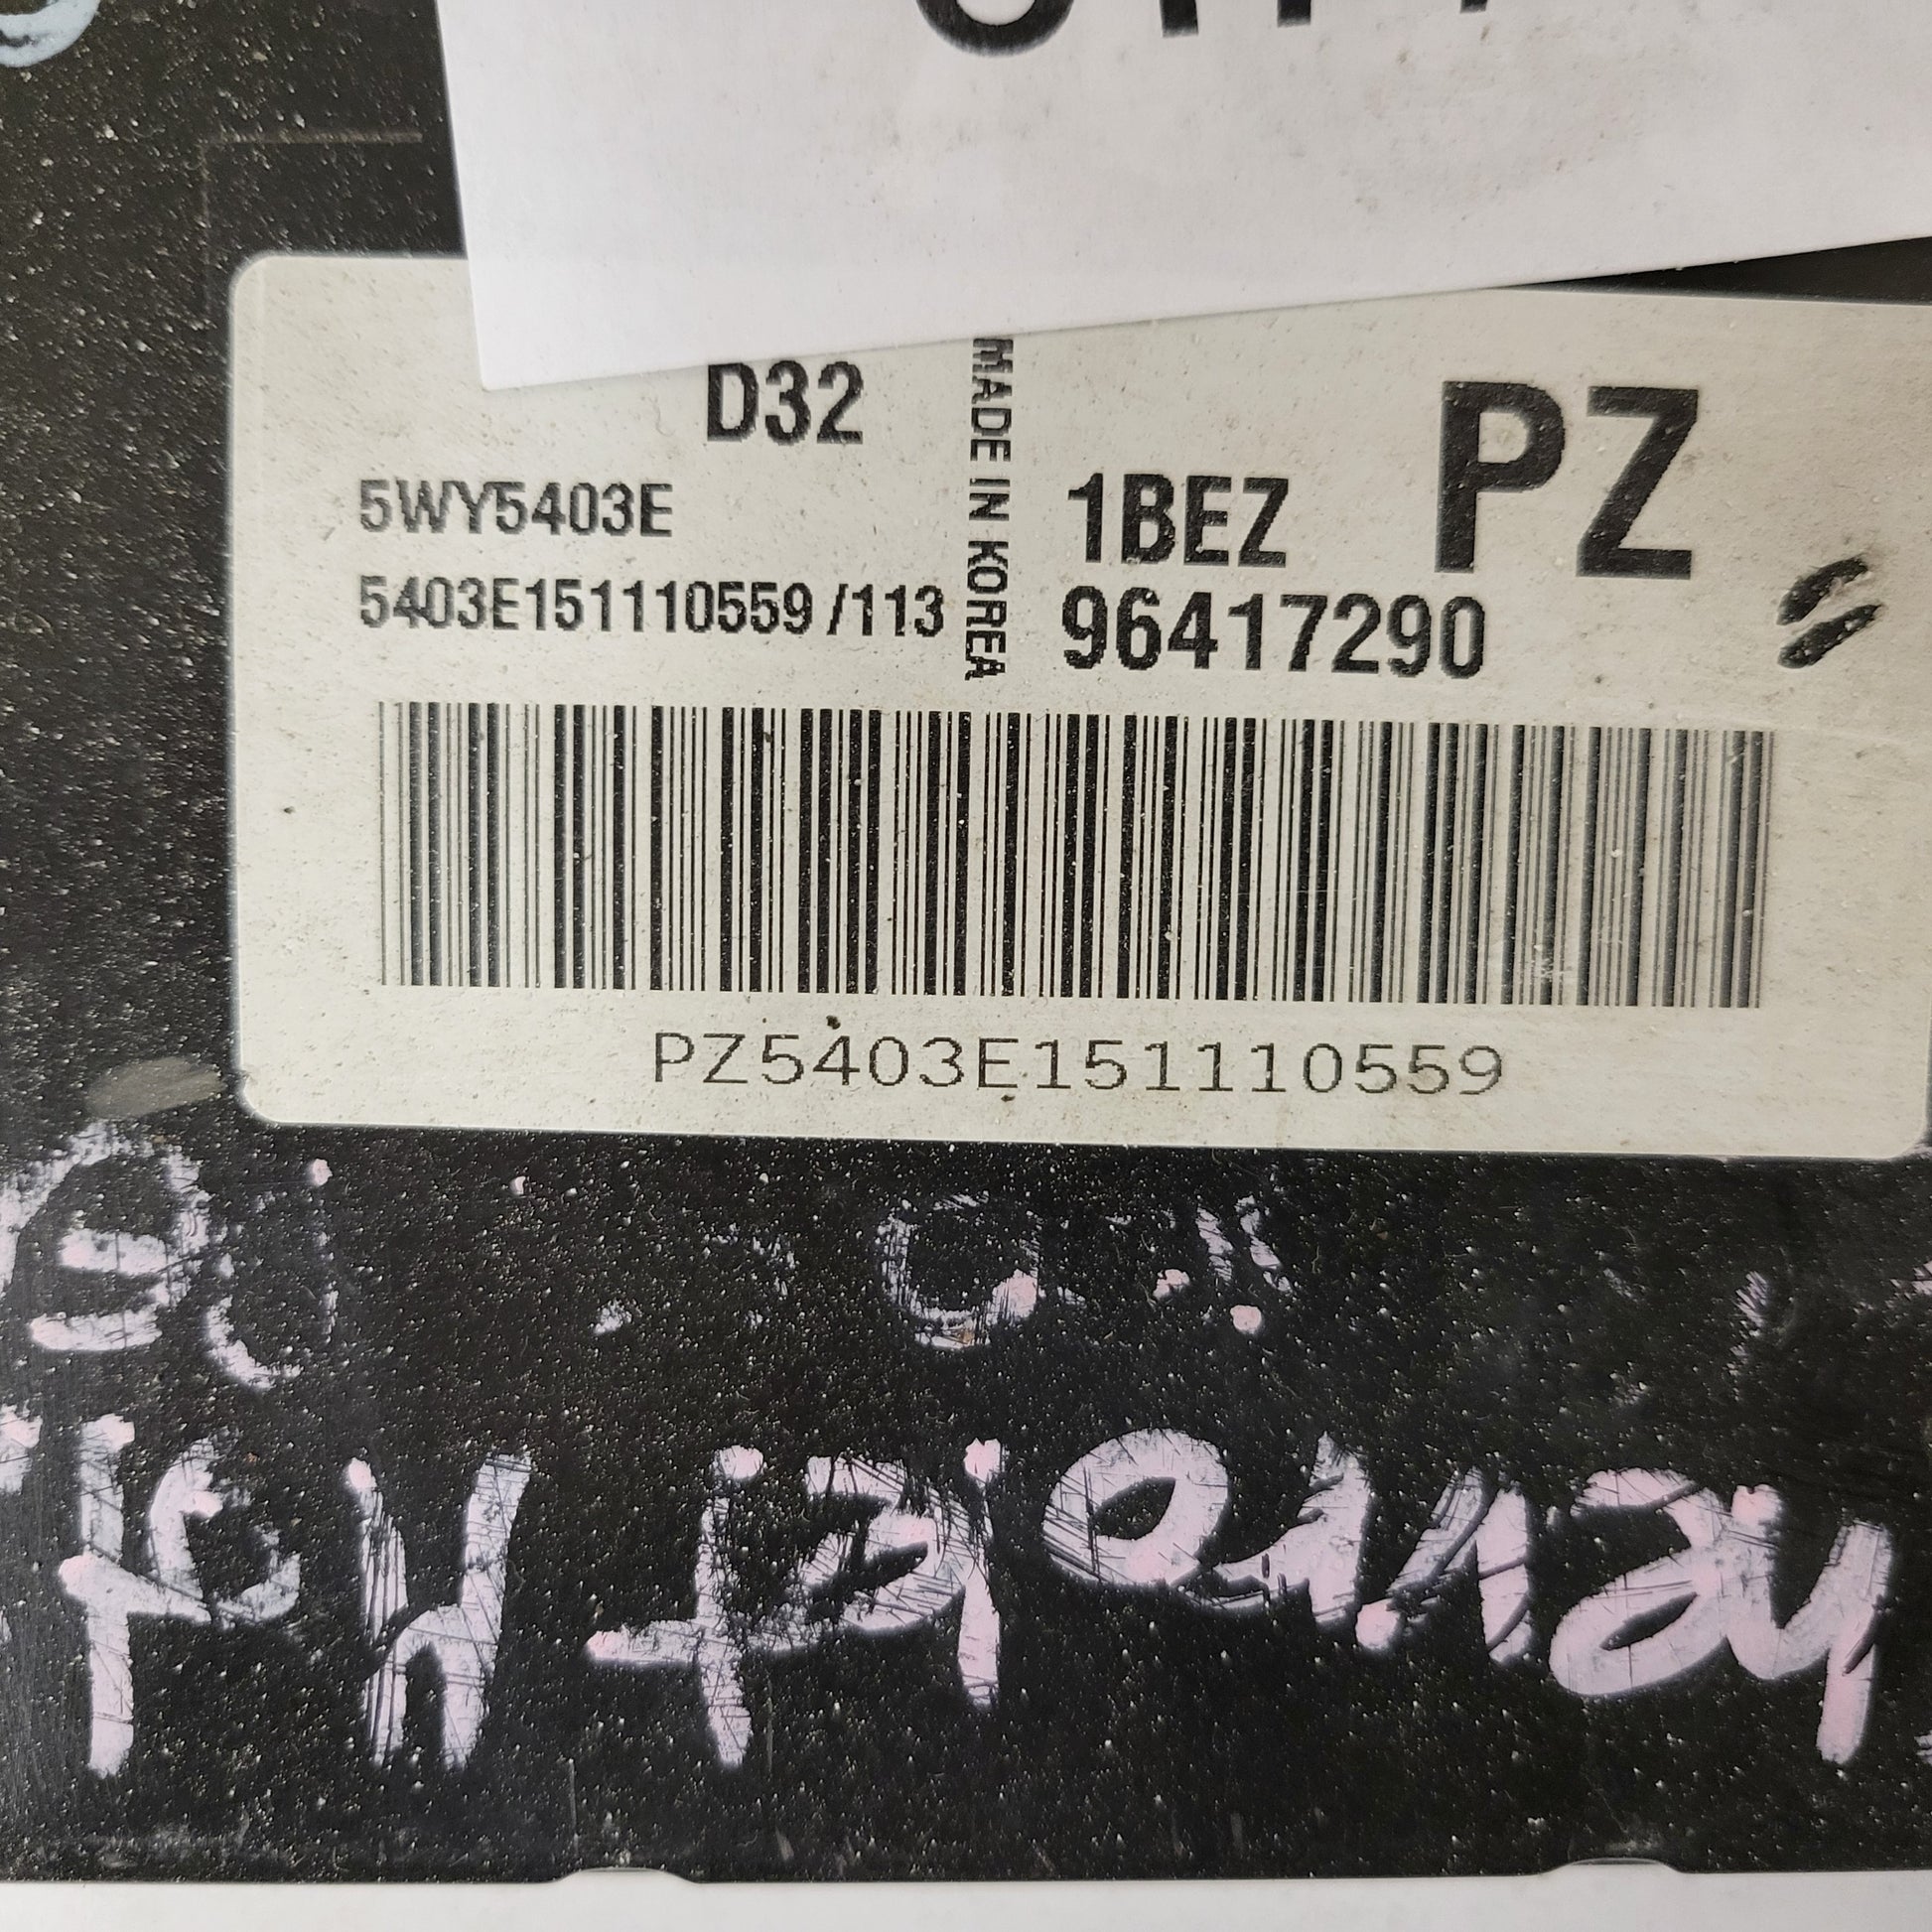 D32
MADE IN KOREA
5WY5403E
1BEZ
PZ
5403E151110559 /113
96417290
PZ5403E151110559